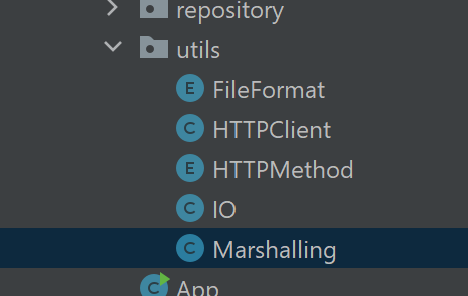 repository
utils
E FileFormat
C HTTPClient
E HTTPMethod
C IO
C Marshalling
C App